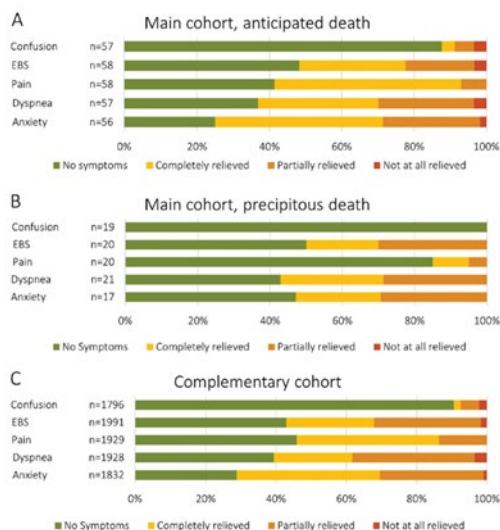 A
Main cohort, anticipated death
Confusion n=57
EBS n=58
Pain n=58
Dyspnea n=57
Anxiety n=56
0% 20% 40% 60% 80% 100%
No symptoms Completely relieved Partially relieved Not at all relieved
B
Main cohort, precipitous death
Confusion n=19
EBS n=20
Pain n=20
Dyspnea n=21
Anxiety n=17
0% 20% 40% 60% 80% 100%
No Symptoms Completely relieved Partially relieved Not at all relieved
C
Complementary cohort
Confusion n=1796
EBS n=1991
Pain n=1929
Dyspnea n=1928
Anxiety n=1832
0% 20% 40% 60% 80% 100%
No Symptoms Completely relieved Partially relieved Not at all relieved